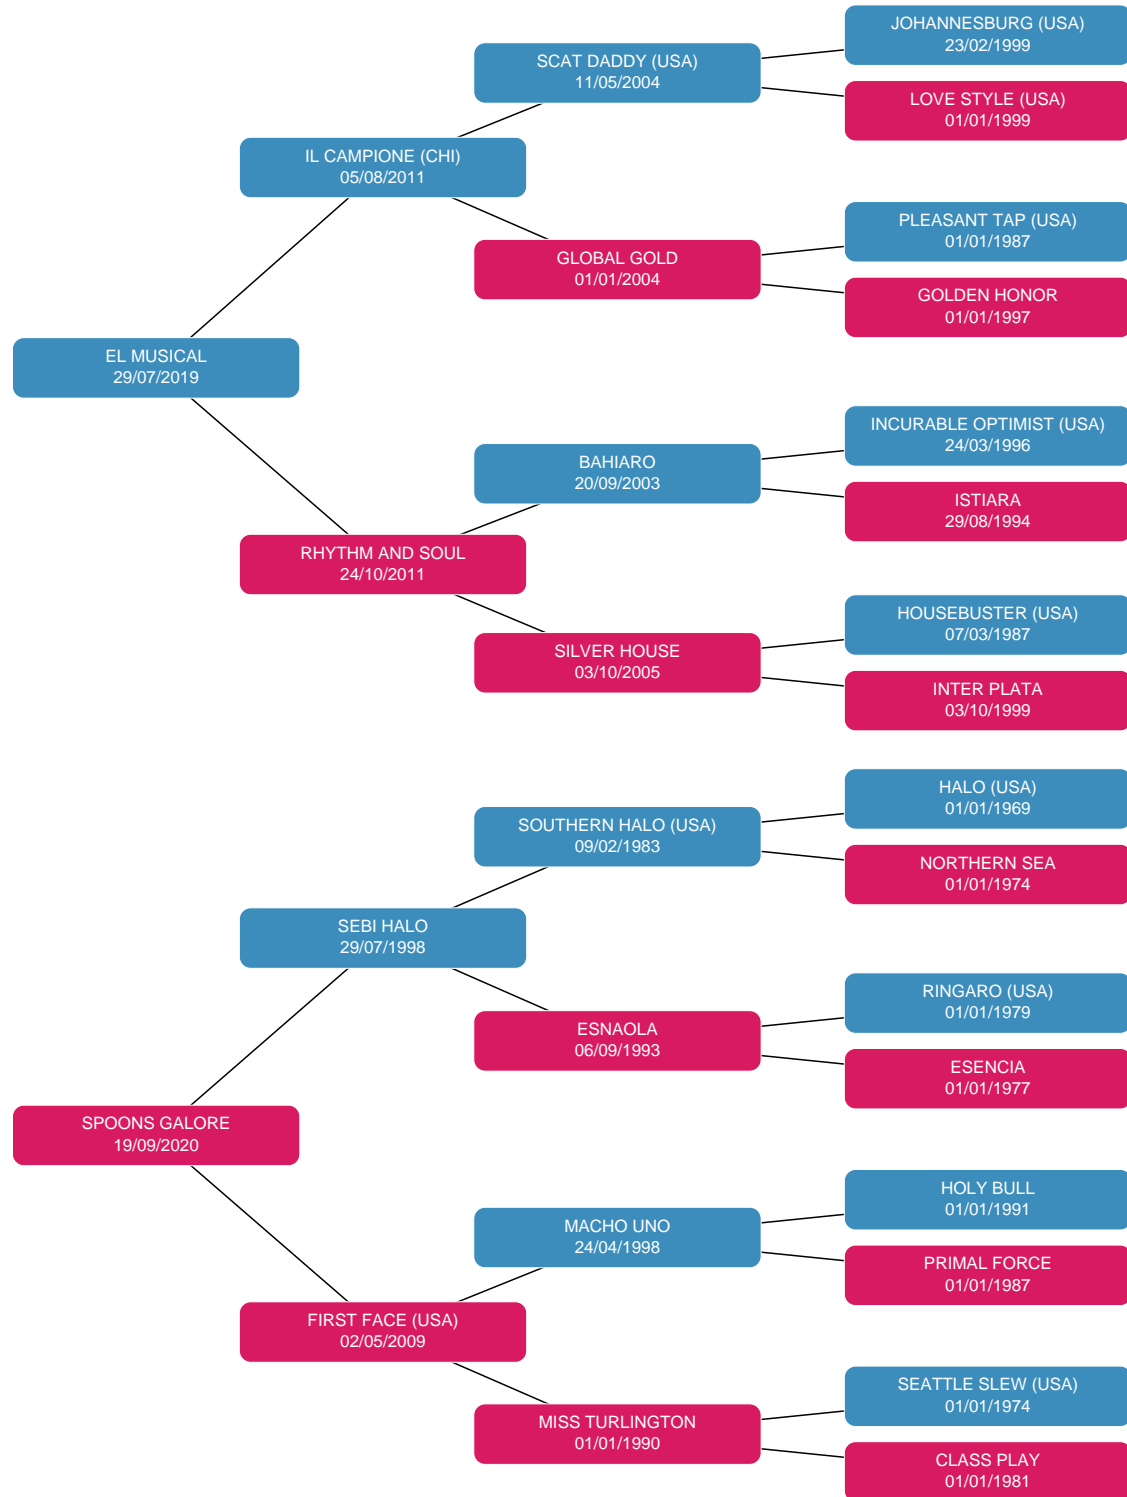 JOHANNESBURG (USA)
23/02/1999
SCAT DADDY (USA)
11/05/2004
LOVE STYLE (USA)
01/01/1999
IL CAMPIONE (CHI)
05/08/2011
PLEASANT TAP (USA)
01/01/1987
GLOBAL GOLD
01/01/2004
GOLDEN HONOR
01/01/1997
EL MUSICAL
29/07/2019
INCURABLE OPTIMIST (USA)
24/03/1996
BAHIARO
20/09/2003
ISTIARA
29/08/1994
RHYTHM AND SOUL
24/10/2011
HOUSEBUSTER (USA)
07/03/1987
SILVER HOUSE
03/10/2005
INTER PLATA
03/10/1999
HALO (USA)
01/01/1969
SOUTHERN HALO (USA)
09/02/1983
NORTHERN SEA
01/01/1974
SEBI HALO
29/07/1998
RINGARO (USA)
01/01/1979
ESNAOLA
06/09/1993
ESENCIA
01/01/1977
SPOONS GALORE
19/09/2020
HOLY BULL
01/01/1991
MACHO UNO
24/04/1998
PRIMAL FORCE
01/01/1987
FIRST FACE (USA)
02/05/2009
SEATTLE SLEW (USA)
01/01/1974
MISS TURLINGTON
01/01/1990
CLASS PLAY
01/01/1981